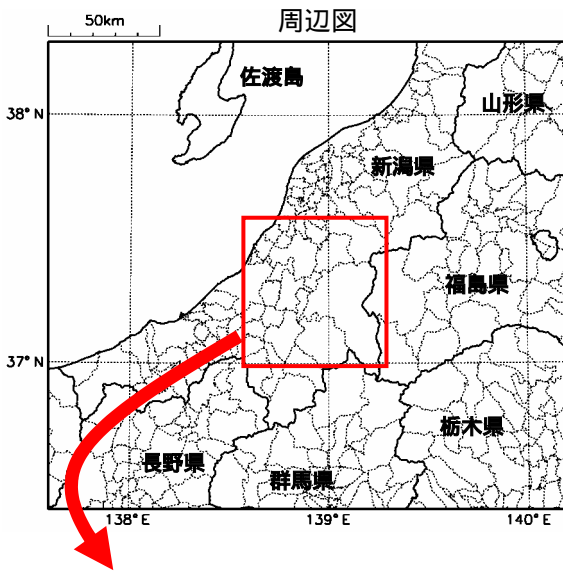 周辺図
50km
佐渡島
38°N
山形県
新潟県
福島県
37°N
栃木県
長野県
群馬県
138°E
139°E
140°E